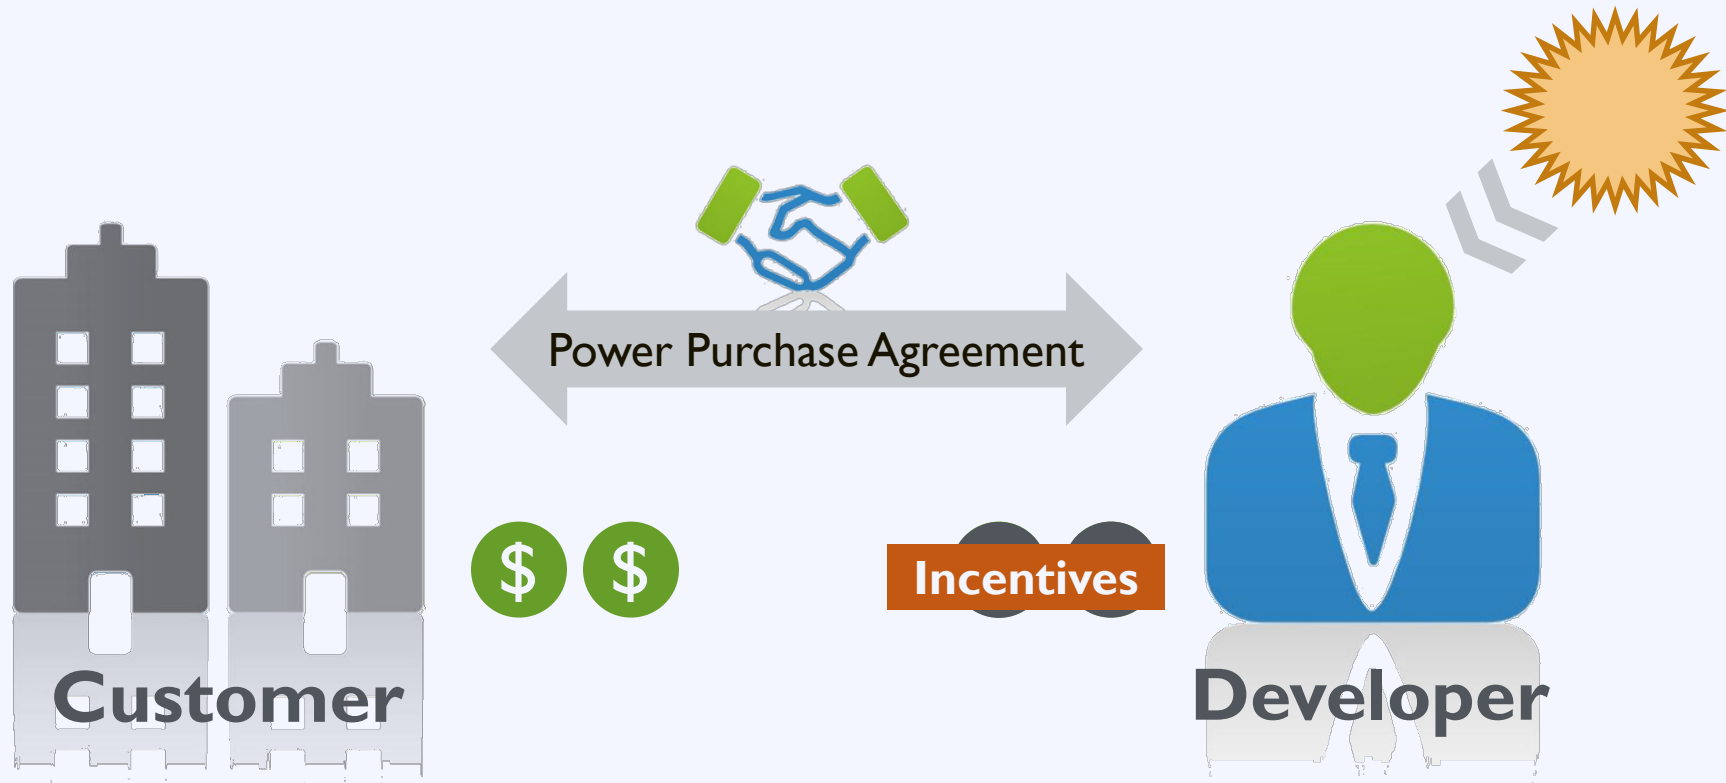 Power Purchase Agreement
$ $
Incentives
Customer
Developer